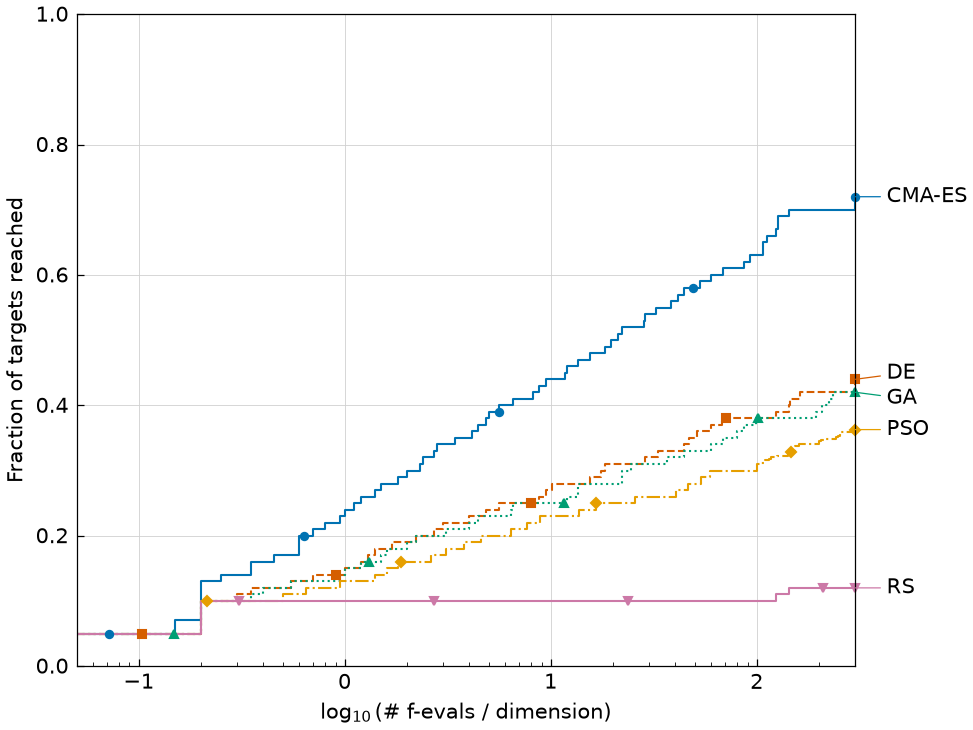 1.0
0.8
0.6
0.4
0.2
0.0
Fraction of targets reached
−1
0
1
2
log₁₀(# f-evals / dimension)
CMA-ES
DE
GA
PSO
RS